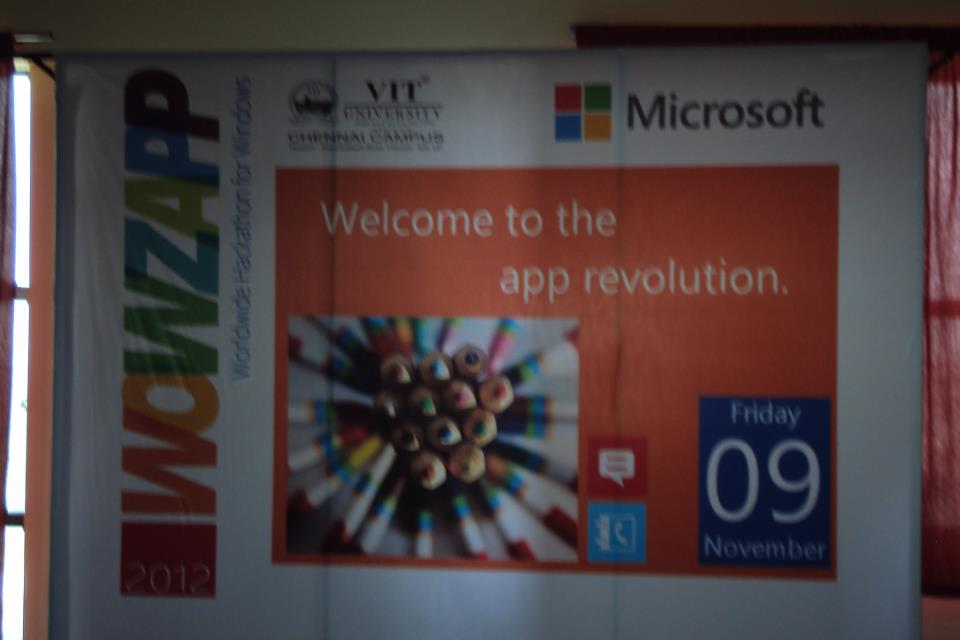 WOWZAPP
2012
Worldwide Hackathon for Windows
VIT
UNIVERSITY
CHENNAI CAMPUS
Microsoft
Welcome to the
app revolution.
Friday
09
November